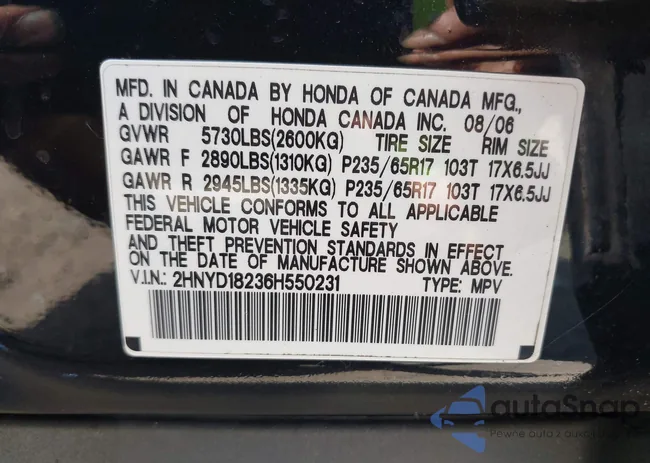 MFD. IN CANADA BY HONDA OF CANADA MFG.,
A DIVISION OF HONDA CANADA INC. 08/06
GVWR 5730LBS(2600KG) TIRE SIZE RIM SIZE
GAWR F 2890LBS(1310KG) P235/65R17 103T 17X6.5JJ
GAWR R 2945LBS(1335KG) P235/65R17 103T 17X6.5JJ
THIS VEHICLE CONFORMS TO ALL APPLICABLE
FEDERAL MOTOR VEHICLE SAFETY
AND THEFT PREVENTION STANDARDS IN EFFECT
ON THE DATE OF MANUFACTURE SHOWN ABOVE.
V.I.N.: 2HNYD18236H550231 TYPE: MPV
autoSnap
Pewne auta z aukcji